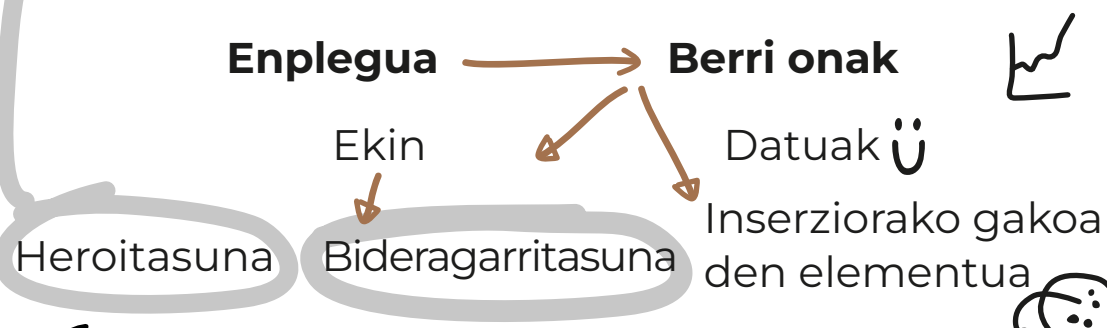 Enplegua
Berri onak
Ekin
Datuak
Heroitasuna
Bideragarritasuna
Inserziorako gakoa
den elementua